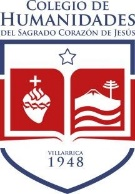 COLEGIO DE
HUMANIDADES
DEL SAGRADO CORAZÓN DE JESÚS
VILLARRICA
1948